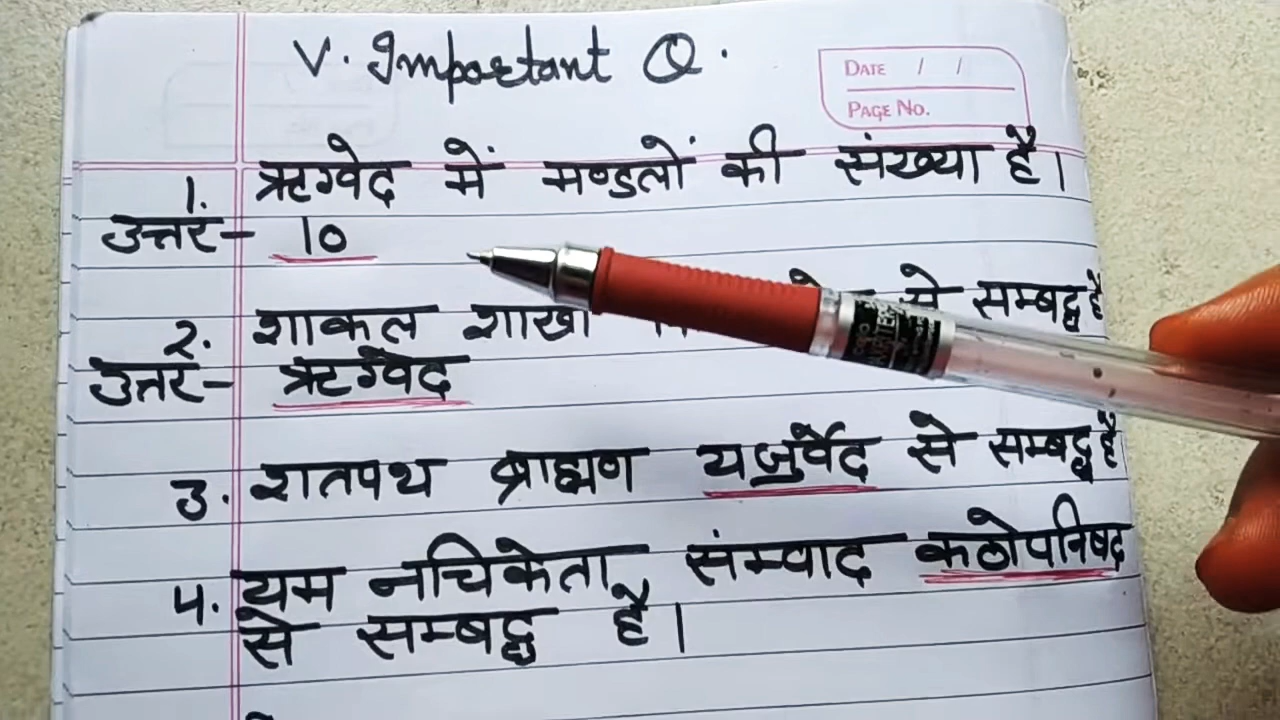 V. Important Q.
DATE / /
PAGE NO.
1. ऋग्वेद में मण्डलों की संख्या है।
उत्तर - 10
2. शाकल शाखा से सम्बद्ध है
उत्तर - ऋग्वेद
3. शतपथ ब्राह्मण यजुर्वेद से सम्बद्ध है
4. यम नचिकेता संम्वाद कठोपनिषद
से सम्बद्ध है।